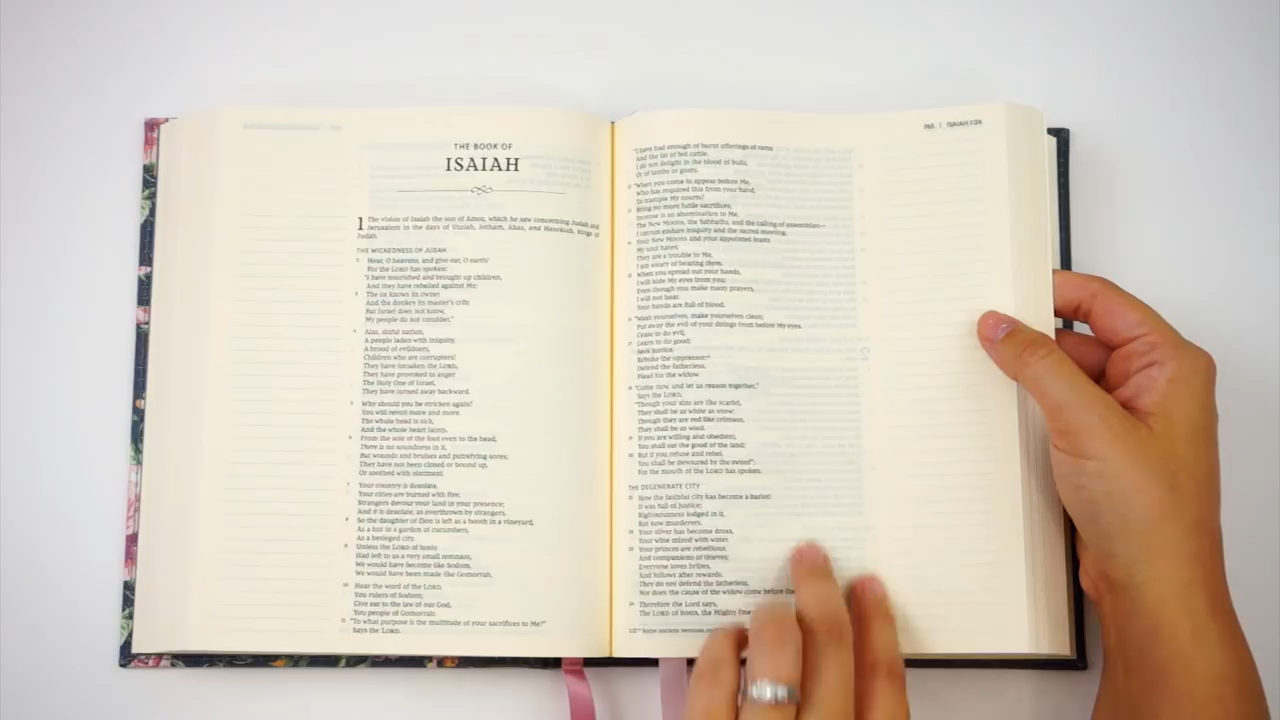 THE BOOK OF
ISAIAH
1 The vision of Isaiah the son of Amoz, which he saw concerning Judah and
Jerusalem in the days of Uzziah, Jotham, Ahaz, and Hezekiah, kings of
Judah.
THE WICKEDNESS OF JUDAH
2 Hear, O heavens, and give ear, O earth!
For the LORD has spoken:
"I have nourished and brought up children,
And they have rebelled against Me;
3 The ox knows its owner
And the donkey its master's crib;
But Israel does not know,
My people do not consider."
4 Alas, sinful nation,
A people laden with iniquity,
A brood of evildoers,
Children who are corrupters!
They have forsaken the LORD,
They have provoked to anger
The Holy One of Israel,
They have turned away backward.
5 Why should you be stricken again?
You will revolt more and more.
The whole head is sick,
And the whole heart faints.
6 From the sole of the foot even to the head,
There is no soundness in it,
But wounds and bruises and putrefying sores;
They have not been closed or bound up,
Or soothed with ointment.
7 Your country is desolate,
Your cities are burned with fire;
Strangers devour your land in your presence;
And it is desolate, as overthrown by strangers.
8 So the daughter of Zion is left as a booth in a vineyard,
As a hut in a garden of cucumbers,
As a besieged city.
9 Unless the LORD of hosts
Had left to us a very small remnant,
We would have become like Sodom,
We would have been made like Gomorrah.
10 Hear the word of the LORD,
You rulers of Sodom;
Give ear to the law of our God,
You people of Gomorrah:
11 "To what purpose is the multitude of your sacrifices to Me?"
Says the LORD.
765 | ISAIAH 1:24
"I have had enough of burnt offerings of rams
And the fat of fed cattle.
I do not delight in the blood of bulls,
Or of lambs or goats.
12 "When you come to appear before Me,
Who has required this from your hand,
To trample My courts?
13 Bring no more futile sacrifices;
Incense is an abomination to Me.
The New Moons, the Sabbaths, and the calling of assemblies—
I cannot endure iniquity and the sacred meeting.
14 Your New Moons and your appointed feasts
My soul hates;
They are a trouble to Me,
I am weary of bearing them.
15 When you spread out your hands,
I will hide My eyes from you;
Even though you make many prayers,
I will not hear.
Your hands are full of blood.
16 "Wash yourselves, make yourselves clean;
Put away the evil of your doings from before My eyes.
Cease to do evil,
17 Learn to do good;
Seek justice,
Rebuke the oppressor;
Defend the fatherless,
Plead for the widow.
18 "Come now, and let us reason together,"
Says the LORD,
"Though your sins are like scarlet,
They shall be as white as snow;
Though they are red like crimson,
They shall be as wool.
19 If you are willing and obedient,
You shall eat the good of the land;
20 But if you refuse and rebel,
You shall be devoured by the sword";
For the mouth of the LORD has spoken.
THE DEGENERATE CITY
21 How the faithful city has become a harlot!
It was full of justice;
Righteousness lodged in it,
But now murderers.
22 Your silver has become dross,
Your wine mixed with water.
23 Your princes are rebellious,
And companions of thieves;
Everyone loves bribes,
And follows after rewards.
They do not defend the fatherless,
Nor does the cause of the widow come before
24 Therefore the Lord says,
The LORD of hosts, the Mighty One